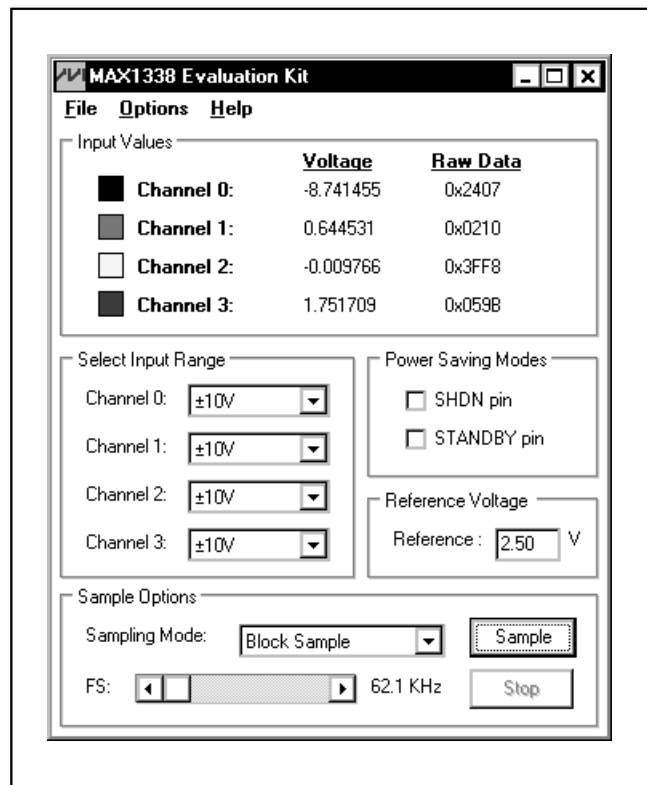 MAX1338 Evaluation Kit
File Options Help
Input Values
Voltage Raw Data
Channel 0: -8.741455 0x2407
Channel 1: 0.644531 0x0210
Channel 2: -0.009766 0x3FF8
Channel 3: 1.751709 0x059B
Select Input Range
Channel 0: ±10V
Channel 1: ±10V
Channel 2: ±10V
Channel 3: ±10V
Power Saving Modes
SHDN pin
STANDBY pin
Reference Voltage
Reference : 2.50 V
Sample Options
Sampling Mode: Block Sample Sample
FS: 62.1 KHz Stop